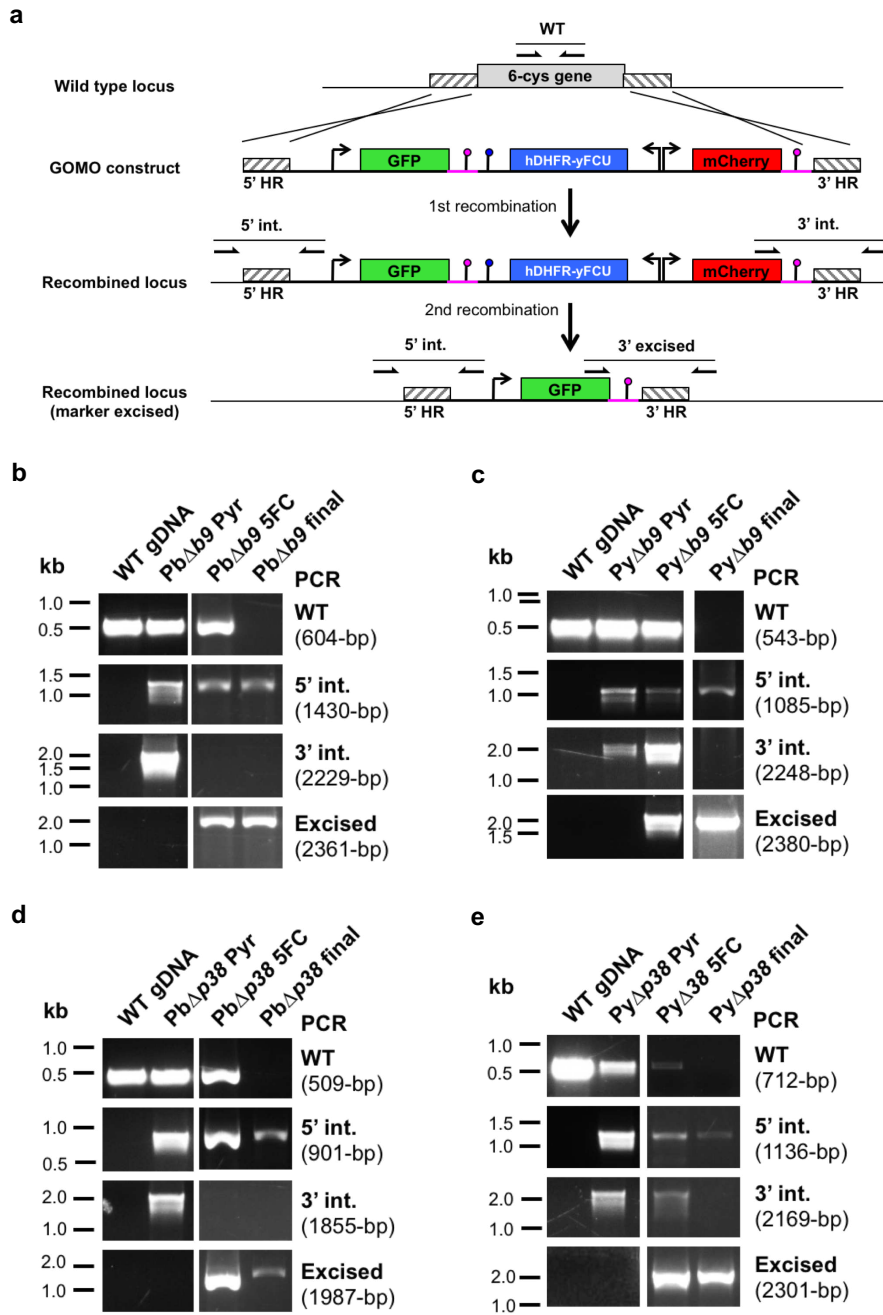 a
WT
6-cys gene
Wild type locus
GFP
hDHFR-yFCU
mCherry
GOMO construct
5’ HR
3’ HR
1st recombination
5’ int.
3’ int.
GFP
hDHFR-yFCU
mCherry
Recombined locus
5’ HR
3’ HR
2nd recombination
5’ int.
3’ excised
Recombined locus
(marker excised)
GFP
5’ HR
3’ HR
b
WT gDNA
PbΔb9 Pyr
PbΔb9 5FC
PbΔb9 final
kb
PCR
1.0
0.5
WT
(604-bp)
1.5
1.0
5’ int.
(1430-bp)
2.0
1.5
1.0
3’ int.
(2229-bp)
2.0
1.0
Excised
(2361-bp)
c
WT gDNA
PyΔb9 Pyr
PyΔb9 5FC
PyΔb9 final
kb
PCR
1.0
0.5
WT
(543-bp)
1.5
1.0
5’ int.
(1085-bp)
2.0
1.0
3’ int.
(2248-bp)
2.0
1.5
Excised
(2380-bp)
d
WT gDNA
PbΔp38 Pyr
PbΔp38 5FC
PbΔp38 final
kb
PCR
1.0
0.5
WT
(509-bp)
1.0
0.5
5’ int.
(901-bp)
2.0
1.0
3’ int.
(1855-bp)
2.0
1.0
Excised
(1987-bp)
e
WT gDNA
PyΔp38 Pyr
PyΔ38 5FC
PyΔp38 final
kb
PCR
1.0
0.5
WT
(712-bp)
1.5
1.0
5’ int.
(1136-bp)
2.0
1.0
3’ int.
(2169-bp)
2.0
1.0
Excised
(2301-bp)